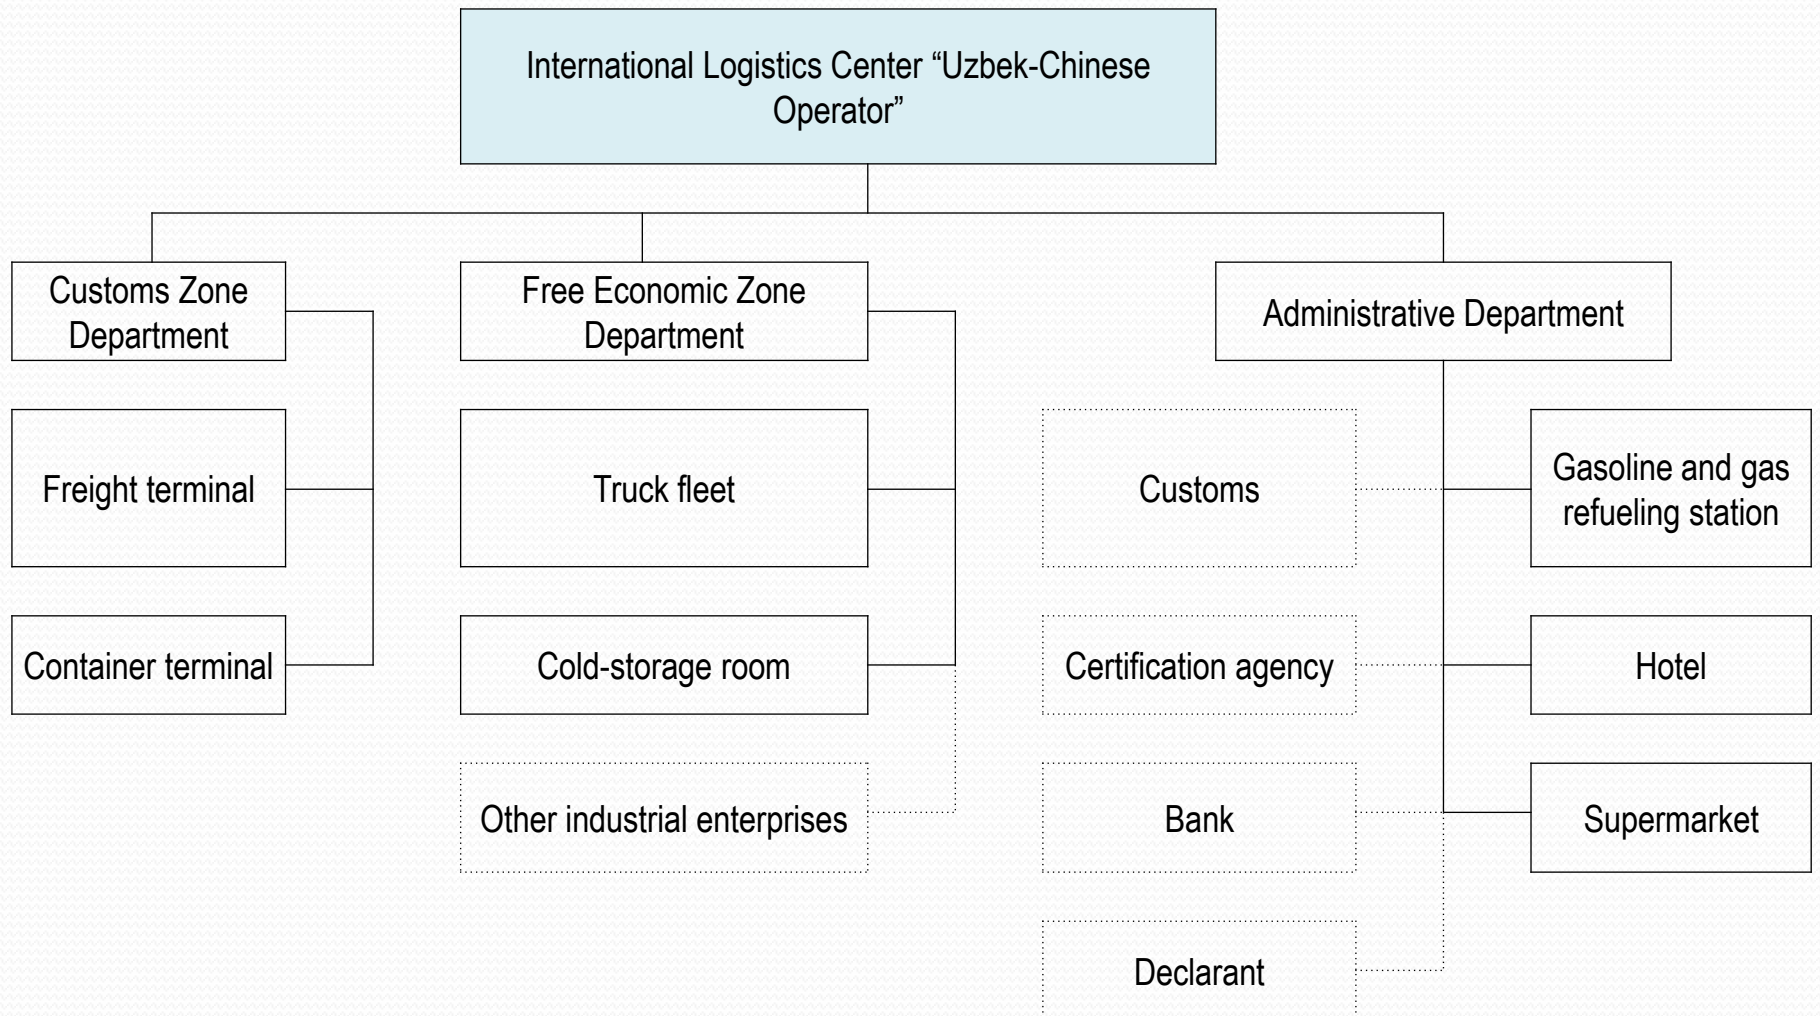 International Logistics Center “Uzbek-Chinese
Operator”
Customs Zone
Department
Free Economic Zone
Department
Administrative Department
Freight terminal
Truck fleet
Customs
Gasoline and gas
refueling station
Container terminal
Cold-storage room
Certification agency
Hotel
Other industrial enterprises
Bank
Supermarket
Declarant